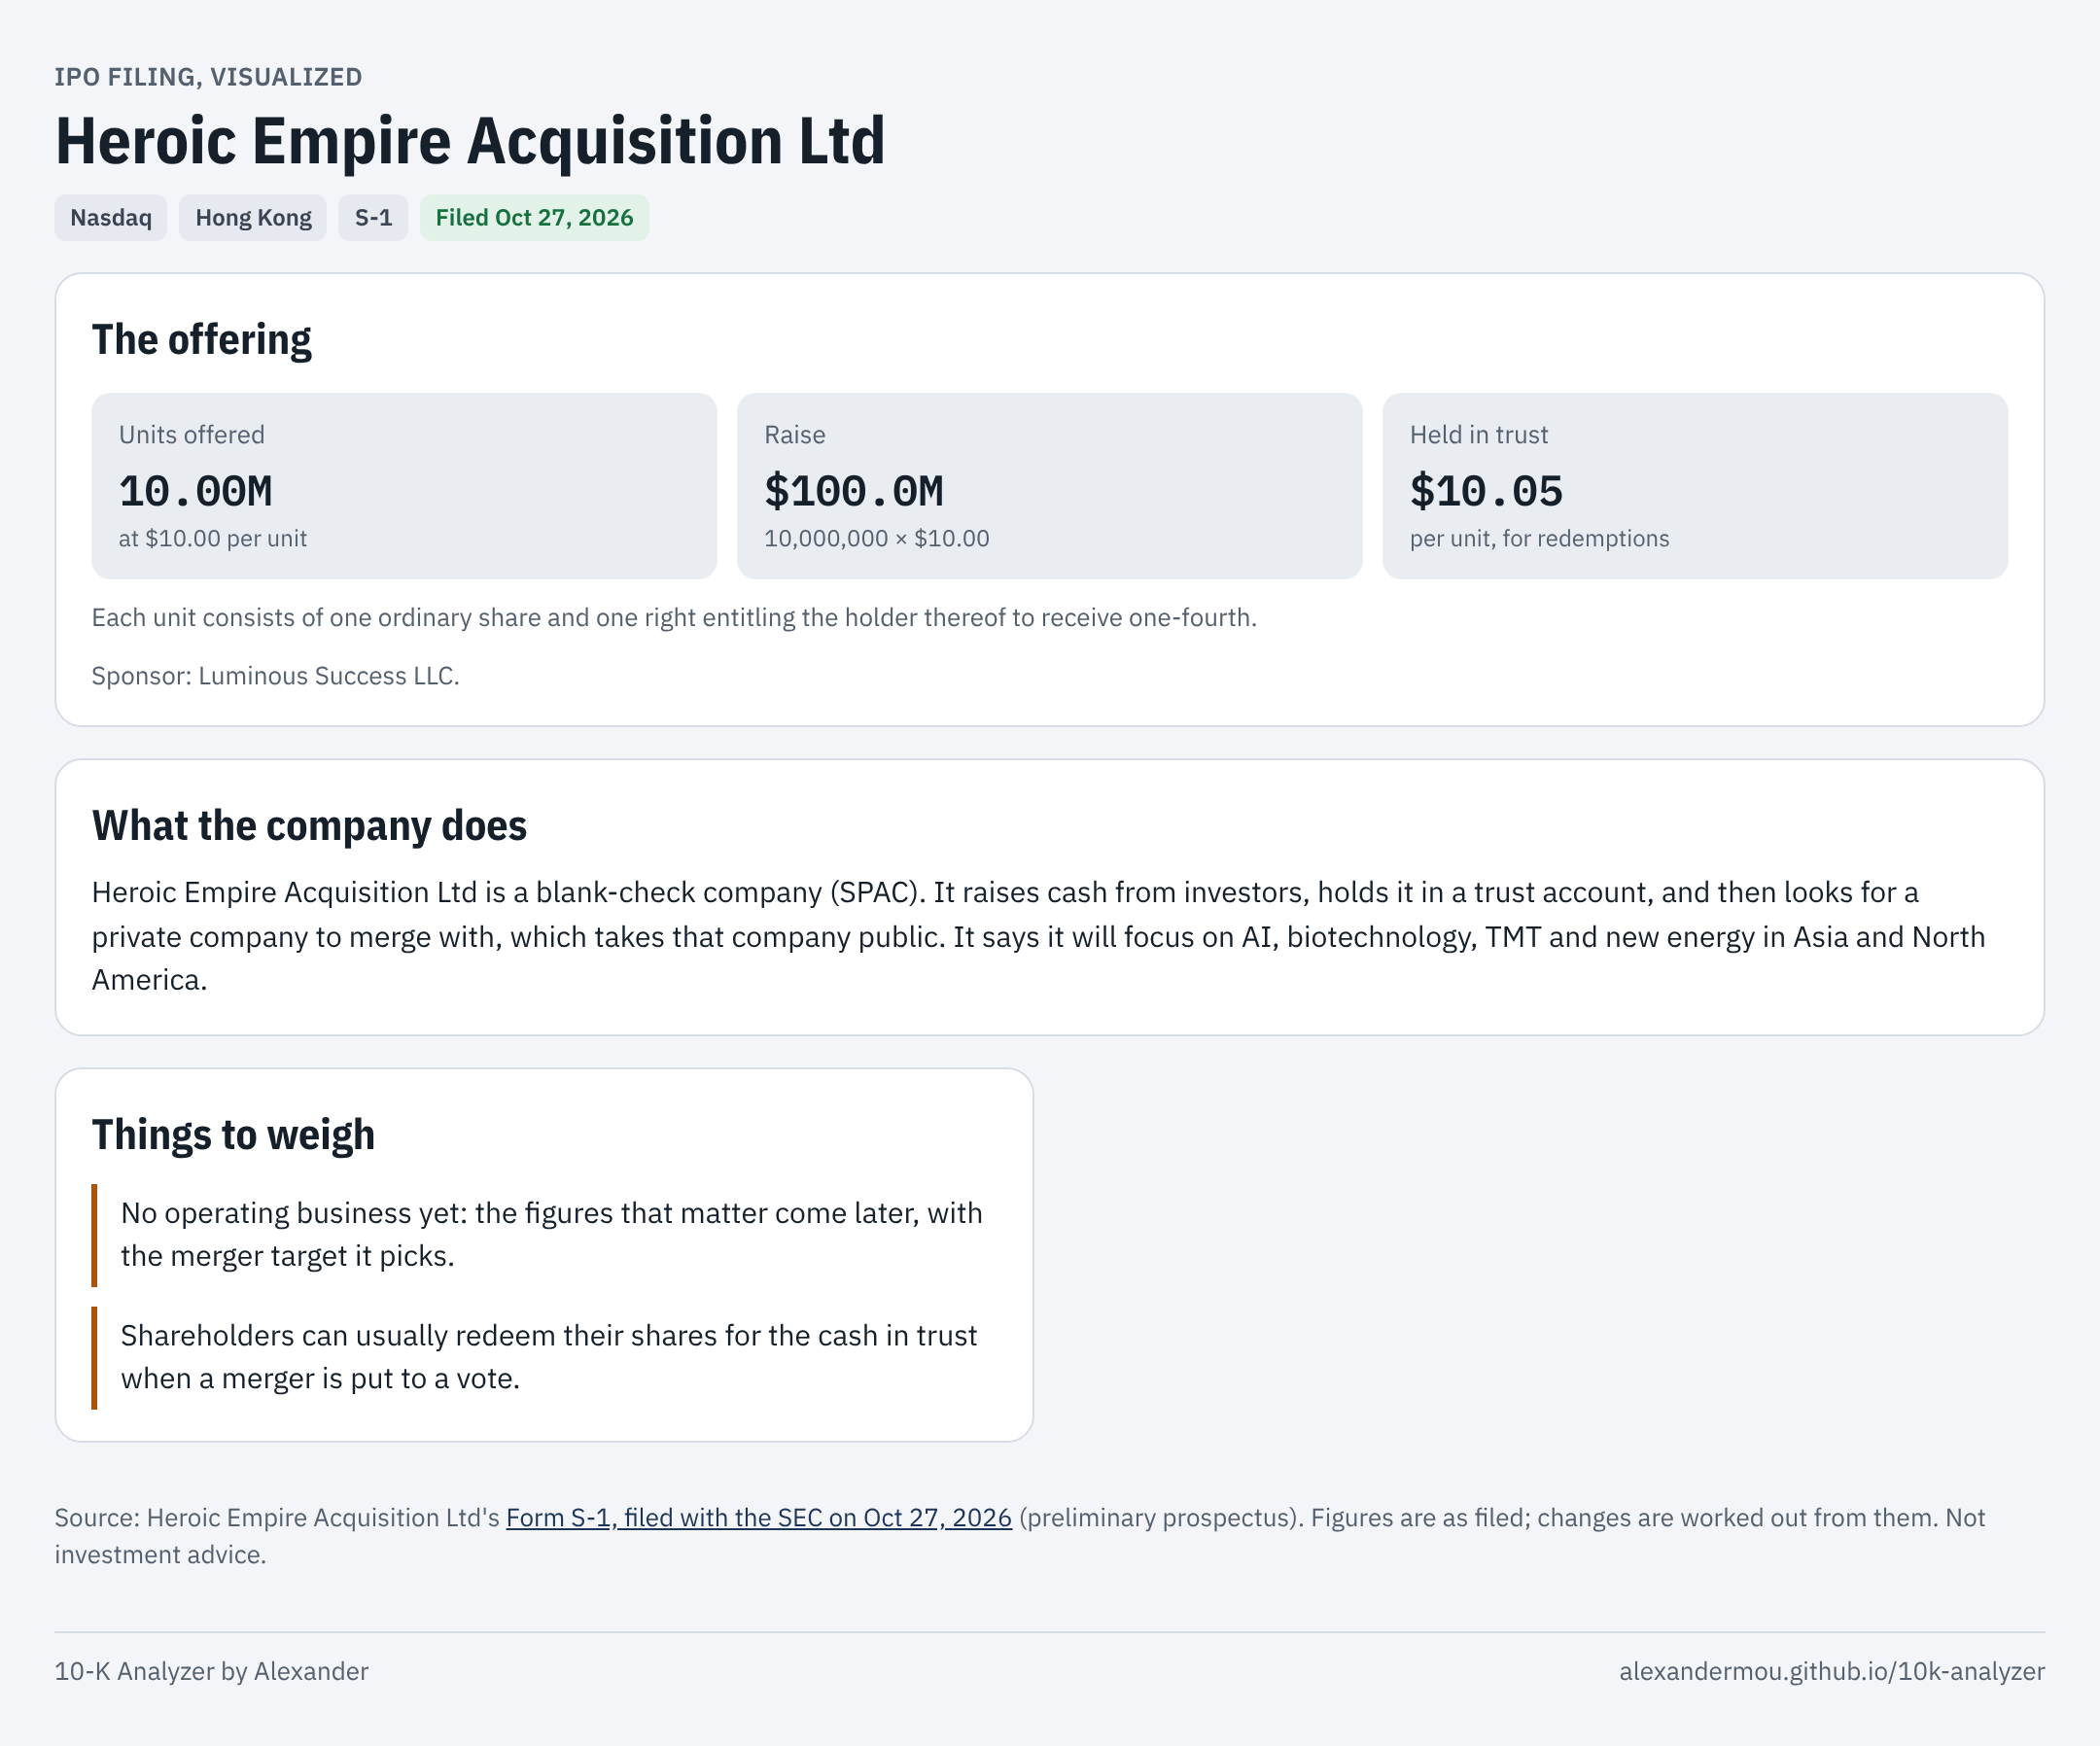 IPO FILING, VISUALIZED
Heroic Empire Acquisition Ltd
Nasdaq Hong Kong S-1 Filed Oct 27, 2026
The offering
Units offered
10.00M
at $10.00 per unit
Raise
$100.0M
10,000,000 × $10.00
Held in trust
$10.05
per unit, for redemptions
Each unit consists of one ordinary share and one right entitling the holder thereof to receive one-fourth.
Sponsor: Luminous Success LLC.
What the company does
Heroic Empire Acquisition Ltd is a blank-check company (SPAC). It raises cash from investors, holds it in a trust account, and then looks for a
private company to merge with, which takes that company public. It says it will focus on AI, biotechnology, TMT and new energy in Asia and North
America.
Things to weigh
No operating business yet: the figures that matter come later, with
the merger target it picks.
Shareholders can usually redeem their shares for the cash in trust
when a merger is put to a vote.
Source: Heroic Empire Acquisition Ltd's Form S-1, filed with the SEC on Oct 27, 2026 (preliminary prospectus). Figures are as filed; changes are worked out from them. Not
investment advice.
10-K Analyzer by Alexander
alexandermou.github.io/10k-analyzer